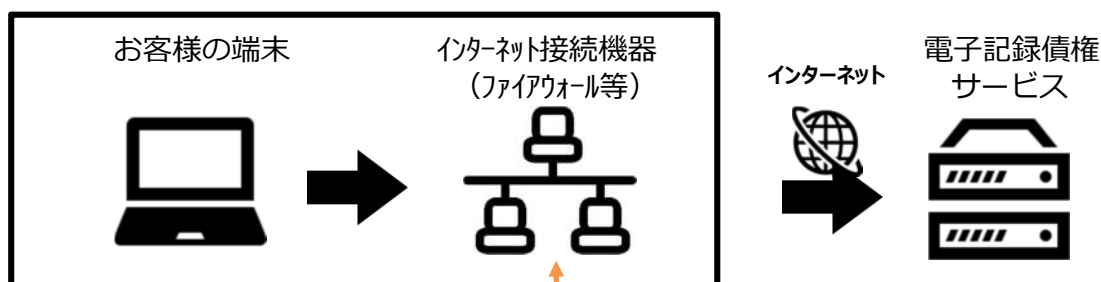 お客様の端末
インターネット接続機器
（ファイアウォール等）
インターネット
電子記録債権
サービス